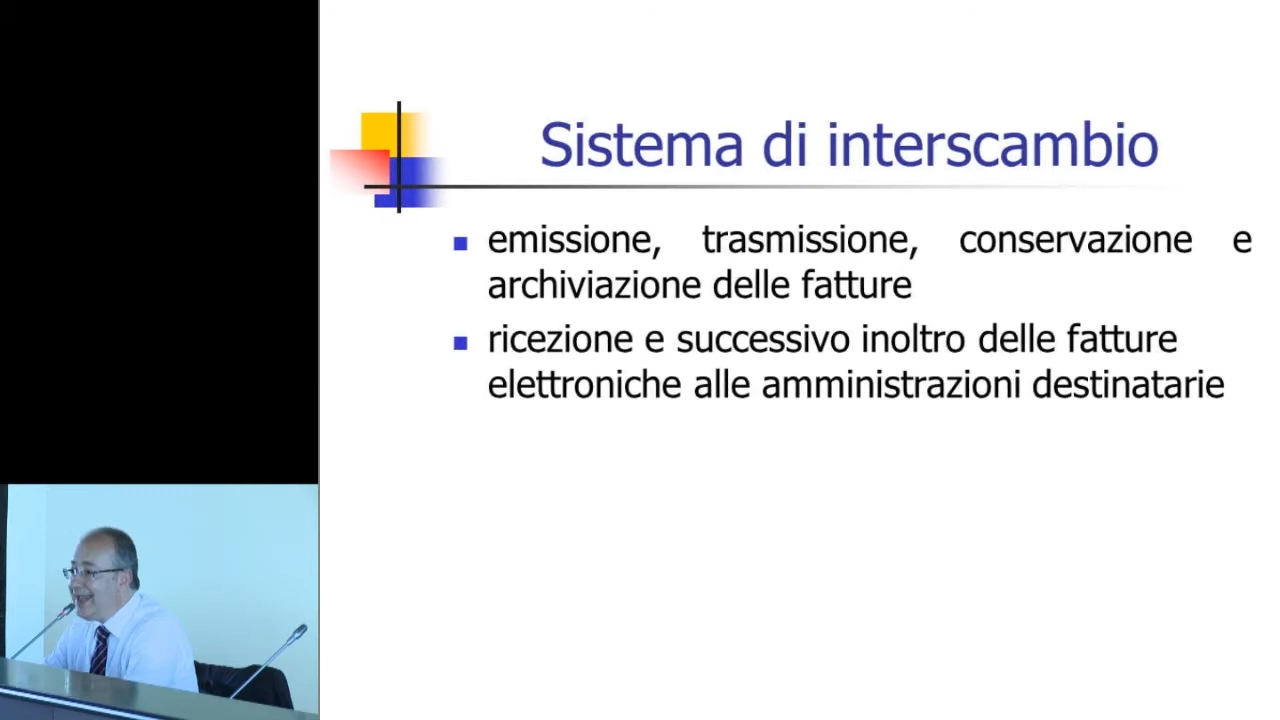 Sistema di interscambio
emissione, trasmissione, conservazione e
archiviazione delle fatture
ricezione e successivo inoltro delle fatture
elettroniche alle amministrazioni destinatarie